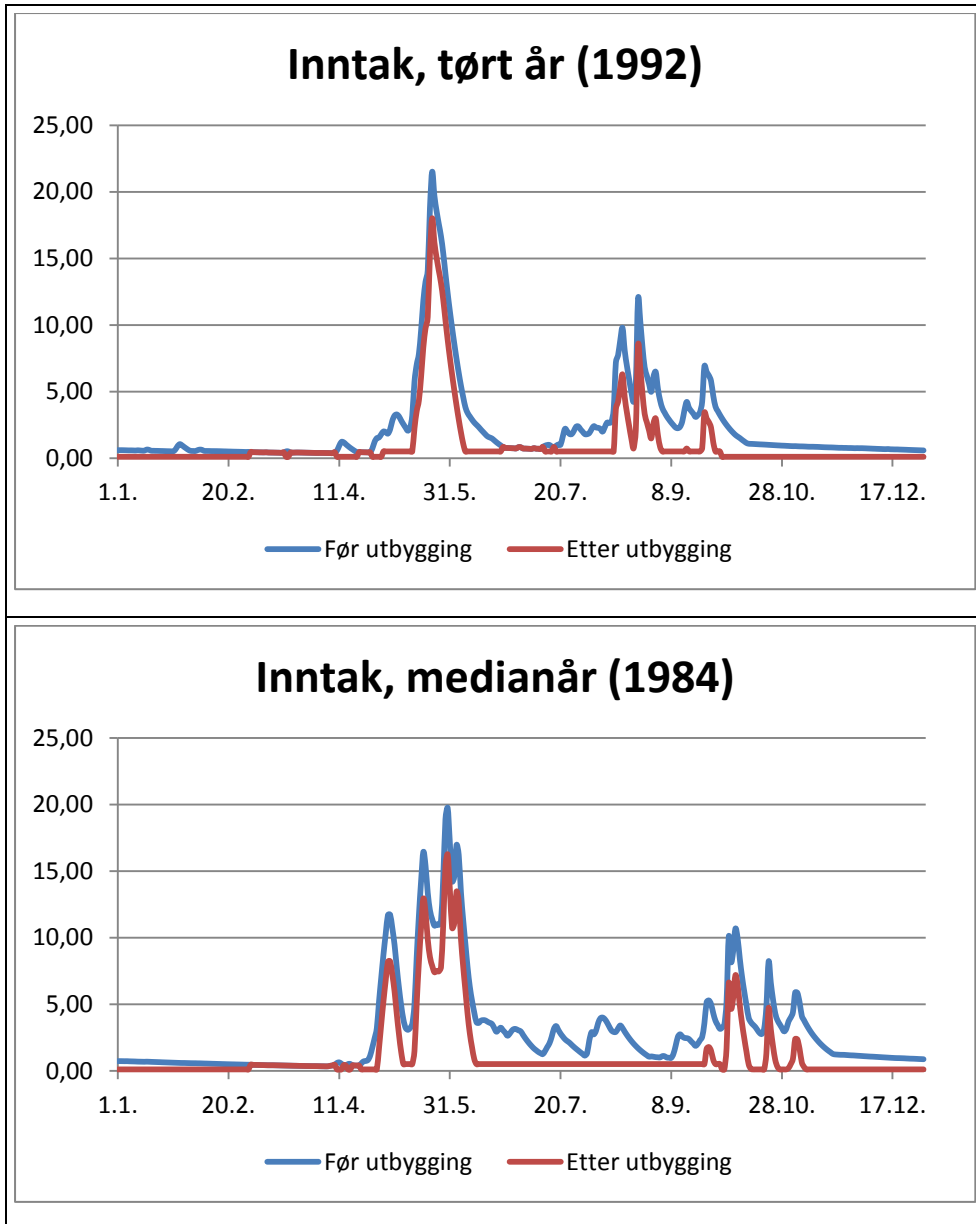 Inntak, tørt år (1992)
25,00
20,00
15,00
10,00
5,00
0,00
1.1. 20.2. 11.4. 31.5. 20.7. 8.9. 28.10. 17.12.
Før utbygging Etter utbygging
Inntak, medianår (1984)
25,00
20,00
15,00
10,00
5,00
0,00
1.1. 20.2. 11.4. 31.5. 20.7. 8.9. 28.10. 17.12.
Før utbygging Etter utbygging